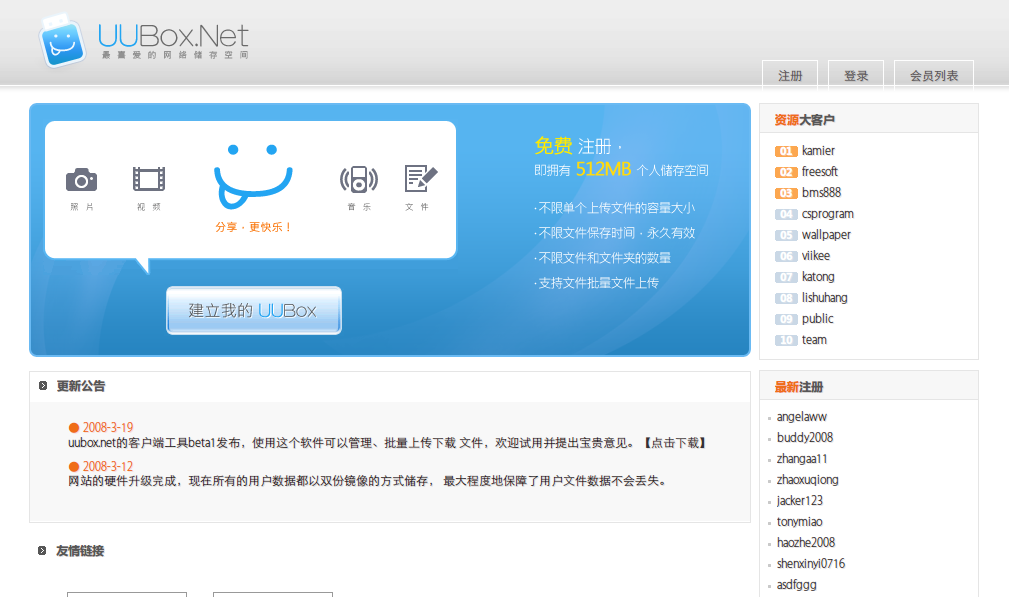 UUBox.Net
最喜爱的网络储存空间
注册
登录
会员列表
照片
视频
音乐
文件
分享·更快乐！
建立我的 UUBox
免费 注册·
即拥有 512MB 个人储存空间
·不限单个上传文件的容量大小
·不限文件保存时间·永久有效
·不限文件和文件夹的数量
·支持文件批量文件上传
资源大客户
01 kamier
02 freesoft
03 bms888
04 csprogram
05 wallpaper
06 viikee
07 katong
08 lishuhang
09 public
10 team
更新公告
2008-3-19
uubox.net的客户端工具beta1发布，使用这个软件可以管理、批量上传下载 文件，欢迎试用并提出宝贵意见。【点击下载】
2008-3-12
网站的硬件升级完成，现在所有的用户数据都以双份镜像的方式储存， 最大程度地保障了用户文件数据不会丢失。
友情链接
最新注册
angelaww
buddy2008
zhangaa11
zhaoxuqiong
jacker123
tonymiao
haozhe2008
shenxinyi0716
asdfggg